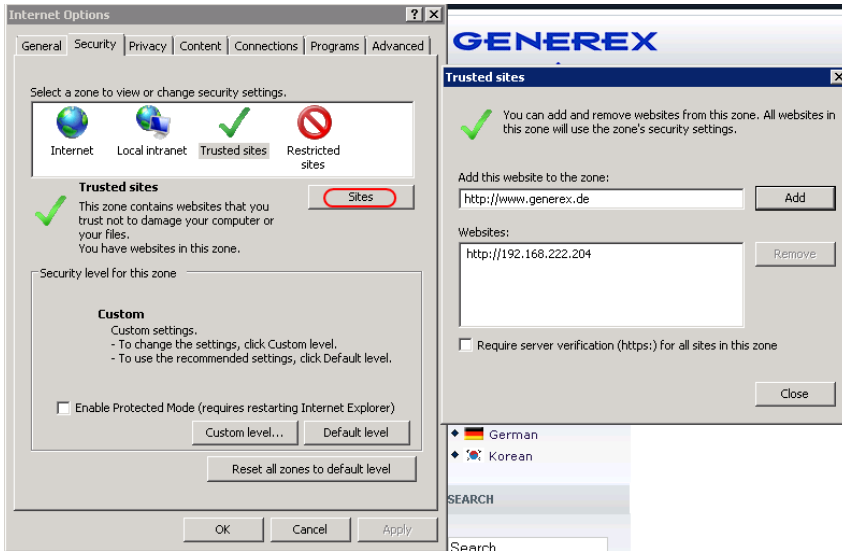 Internet Options
General Security Privacy Content Connections Programs Advanced
Select a zone to view or change security settings.
Internet Local intranet Trusted sites Restricted sites
Trusted sites
Sites
This zone contains websites that you
trust not to damage your computer or
your files.
You have websites in this zone.
Security level for this zone
Custom
Custom settings.
- To change the settings, click Custom level.
- To use the recommended settings, click Default level.
Enable Protected Mode (requires restarting Internet Explorer)
Custom level... Default level
Reset all zones to default level
OK Cancel Apply
GENEREX
Trusted sites
You can add and remove websites from this zone. All websites in
this zone will use the zone's security settings.
Add this website to the zone:
http://www.generex.de Add
Websites:
http://192.168.222.204 Remove
Require server verification (https:) for all sites in this zone
Close
German
Korean
SEARCH
Search